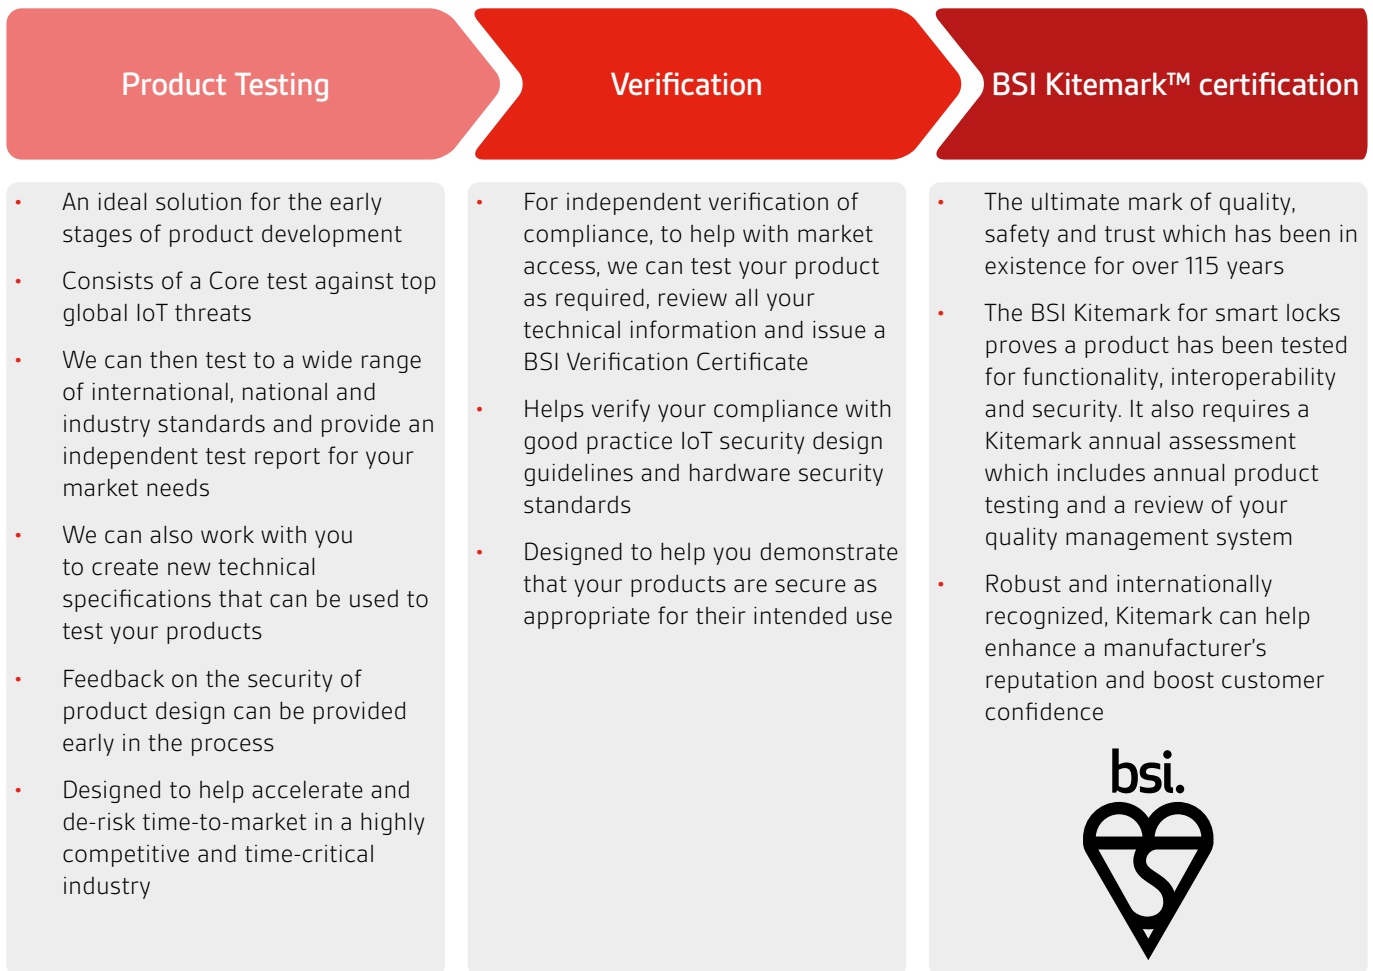 Product Testing
Verification
BSI Kitemark™ certification
• An ideal solution for the early
stages of product development
• Consists of a Core test against top
global IoT threats
• We can then test to a wide range
of international, national and
industry standards and provide an
independent test report for your
market needs
• We can also work with you
to create new technical
specifications that can be used to
test your products
• Feedback on the security of
product design can be provided
early in the process
• Designed to help accelerate and
de-risk time-to-market in a highly
competitive and time-critical
industry
• For independent verification of
compliance, to help with market
access, we can test your product
as required, review all your
technical information and issue a
BSI Verification Certificate
• Helps verify your compliance with
good practice IoT security design
guidelines and hardware security
standards
• Designed to help you demonstrate
that your products are secure as
appropriate for their intended use
• The ultimate mark of quality,
safety and trust which has been in
existence for over 115 years
• The BSI Kitemark for smart locks
proves a product has been tested
for functionality, interoperability
and security. It also requires a
Kitemark annual assessment
which includes annual product
testing and a review of your
quality management system
• Robust and internationally
recognized, Kitemark can help
enhance a manufacturer’s
reputation and boost customer
confidence
bsi.